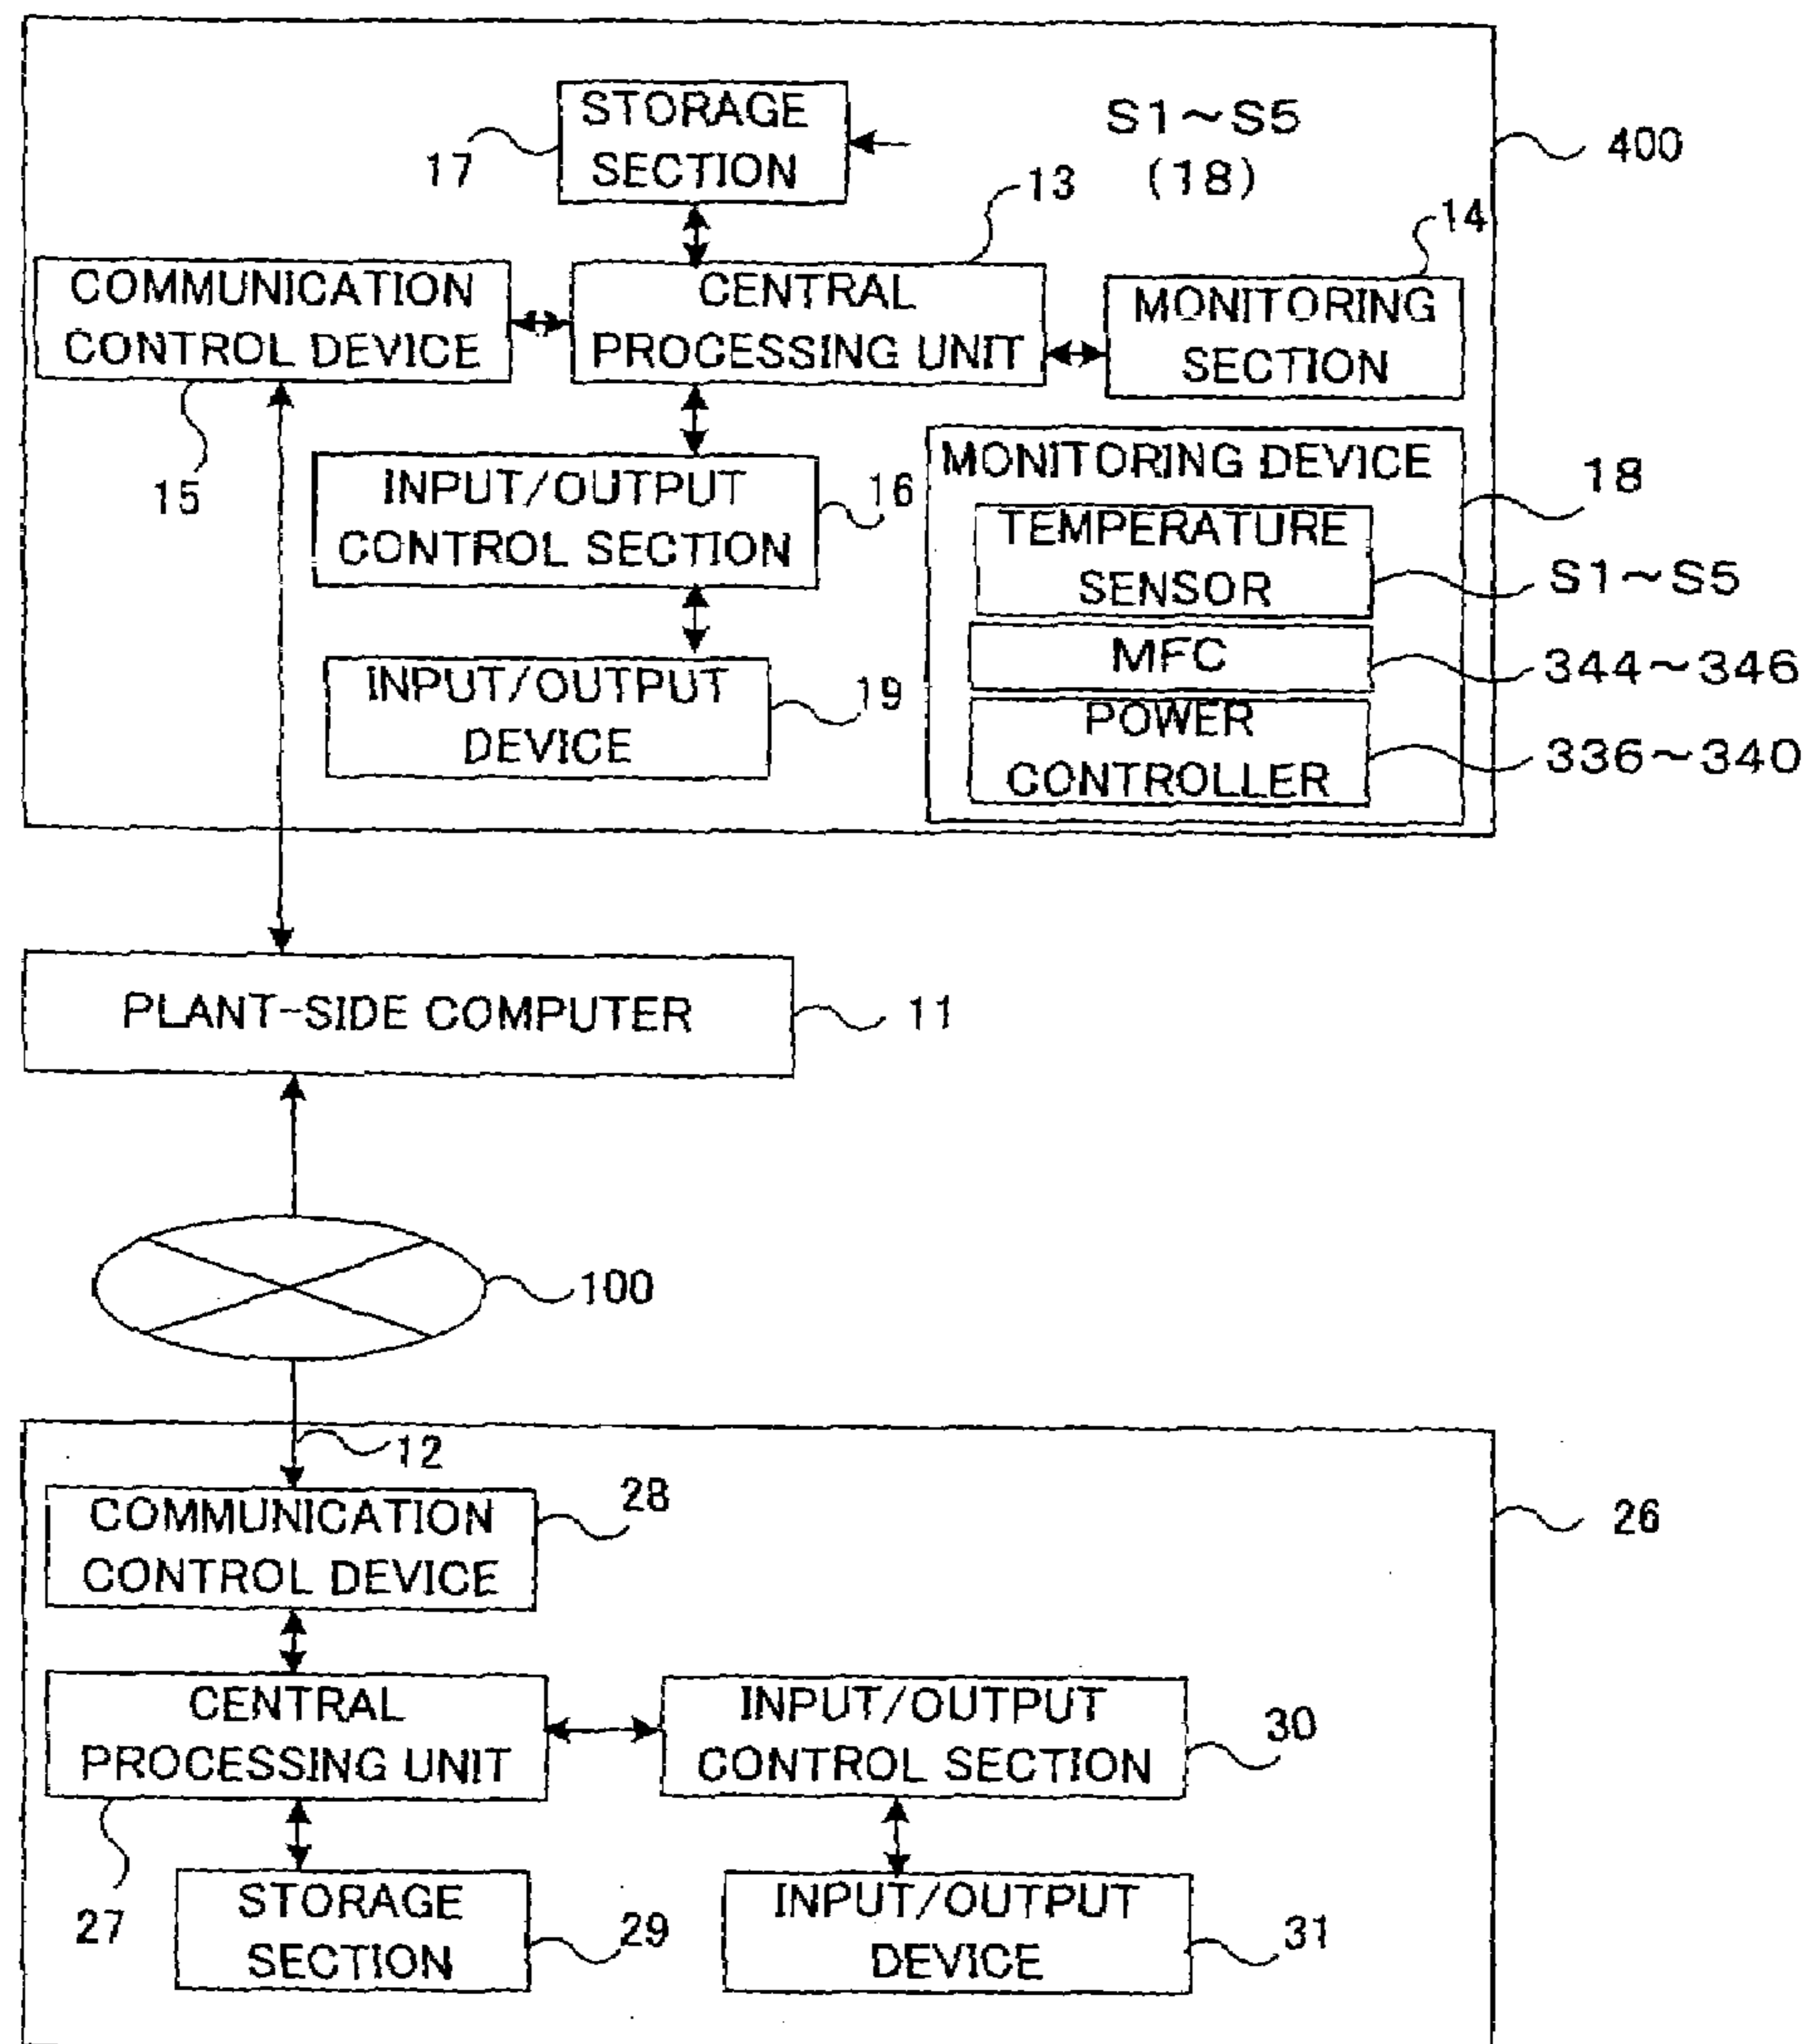 STORAGE
SECTION
17
S1~S5
(18)
400
13
14
COMMUNICATION
CONTROL DEVICE
CENTRAL
PROCESSING UNIT
MONITORING
SECTION
15
INPUT/OUTPUT
CONTROL SECTION
16
MONITORING DEVICE
18
TEMPERATURE
SENSOR
S1~S5
MFC
344~346
INPUT/OUTPUT
DEVICE
19
POWER
CONTROLLER
336~340
PLANT-SIDE COMPUTER
11
100
12
COMMUNICATION
CONTROL DEVICE
28
26
CENTRAL
PROCESSING UNIT
INPUT/OUTPUT
CONTROL SECTION
30
27
STORAGE
SECTION
29
INPUT/OUTPUT
DEVICE
31